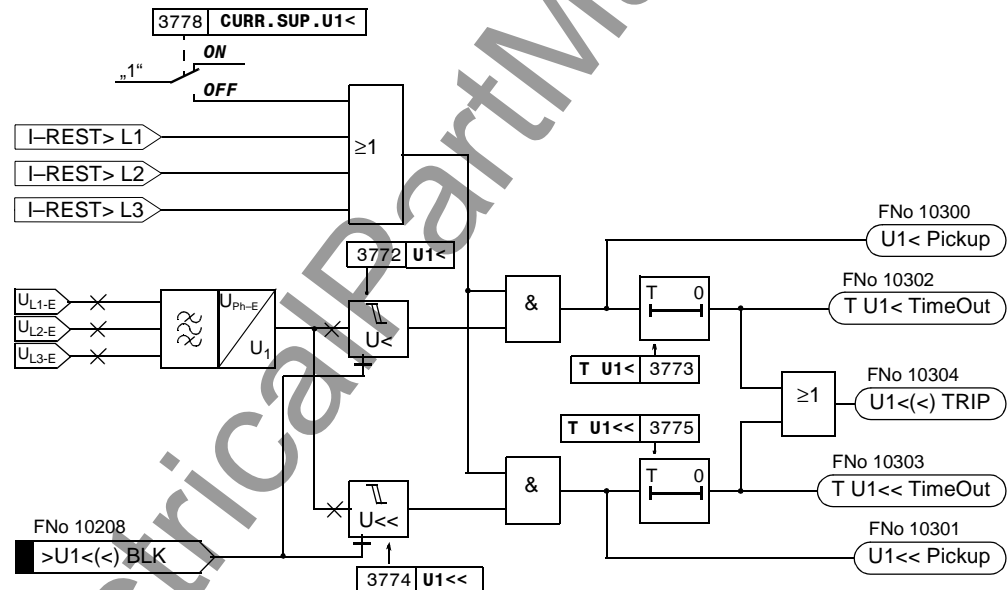 3778 CURR.SUP.U1<
ON
„1“
OFF
I–REST> L1
I–REST> L2
I–REST> L3
≥1
3772 U1<
FNo 10300
U1< Pickup
FNo 10302
T U1< TimeOut
UL1-E
UL2-E
UL3-E
UPh–E
U1
U<
&
T 0
T U1< 3773
≥1
FNo 10304
U1<(<) TRIP
T U1<< 3775
U<<
&
T 0
FNo 10303
T U1<< TimeOut
FNo 10208
>U1<(<) BLK
FNo 10301
U1<< Pickup
3774 U1<<